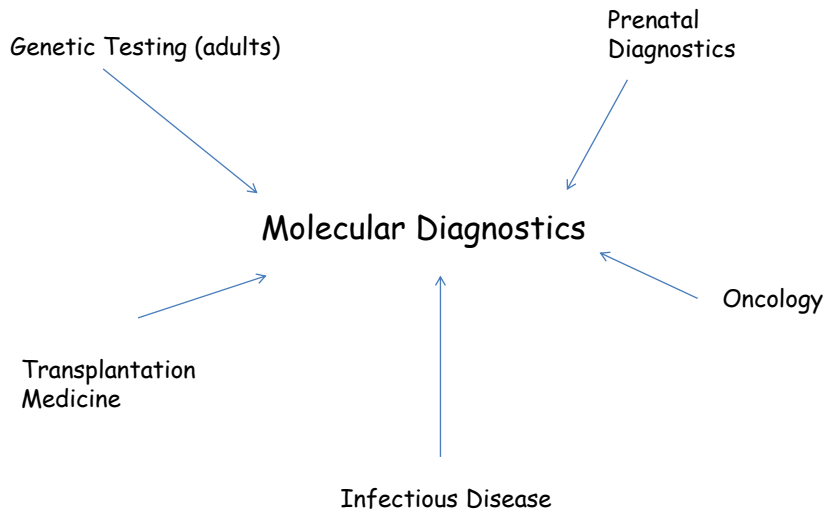 Genetic Testing (adults)
Prenatal
Diagnostics
Molecular Diagnostics
Oncology
Transplantation
Medicine
Infectious Disease